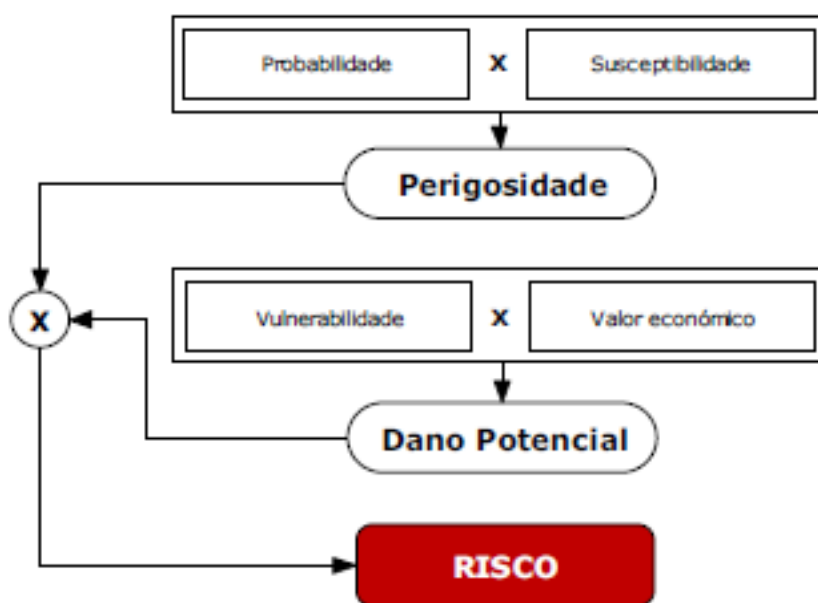 Probabilidade x Susceptibilidade
Perigosidade
x
Vulnerabilidade x Valor económico
Dano Potencial
RISCO